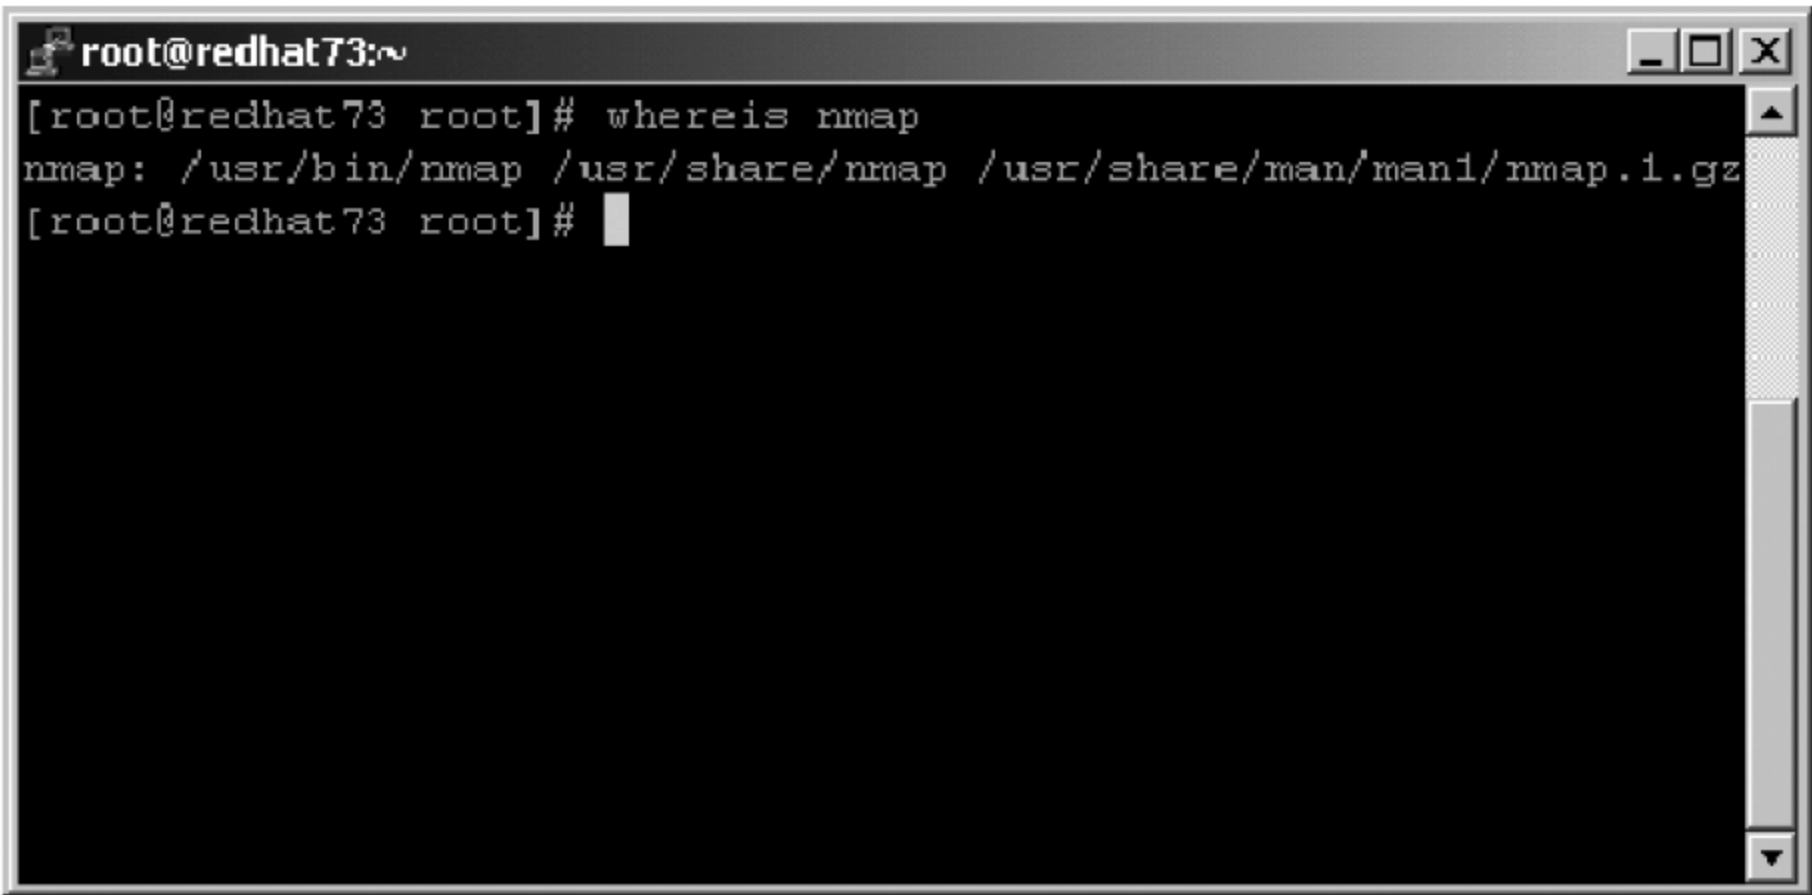 root@redhat73:~
[root@redhat73 root]# whereis nmap
nmap: /usr/bin/nmap /usr/share/nmap /usr/share/man/man1/nmap.1.gz
[root@redhat73 root]#